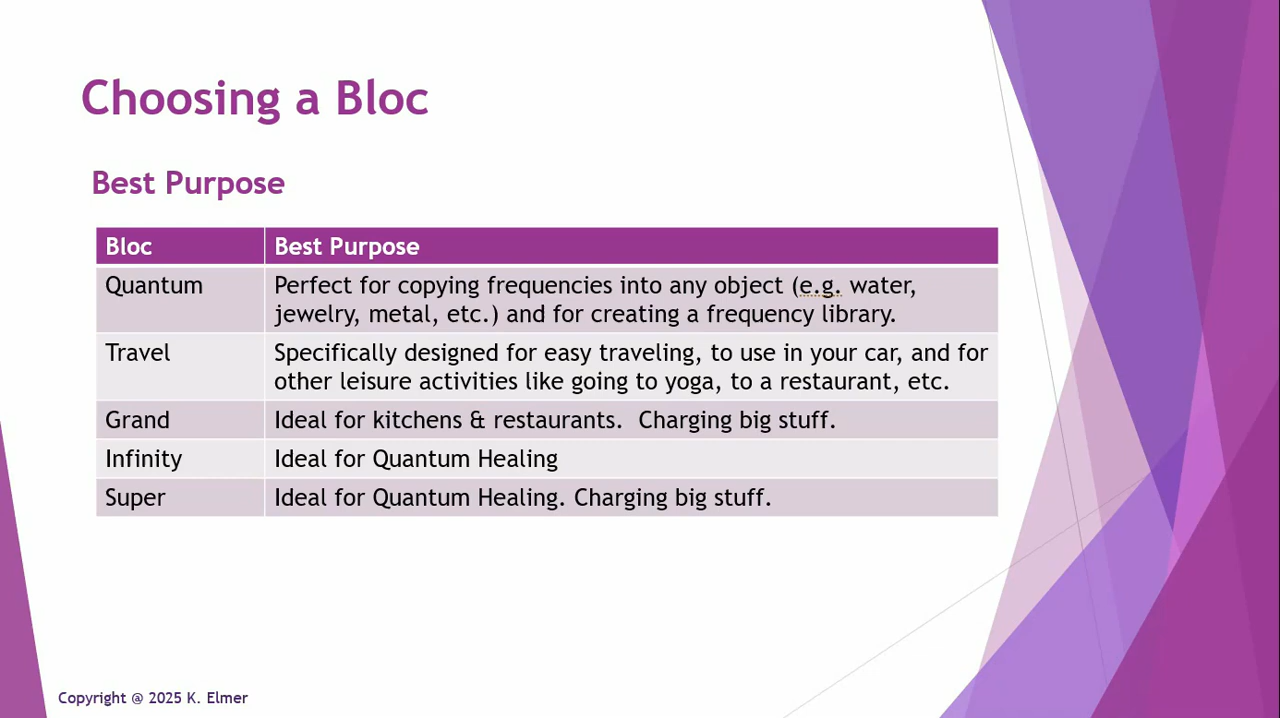 Choosing a Bloc
Best Purpose
Bloc Best Purpose
Quantum Perfect for copying frequencies into any object (e.g. water,
jewelry, metal, etc.) and for creating a frequency library.
Travel Specifically designed for easy traveling, to use in your car, and for
other leisure activities like going to yoga, to a restaurant, etc.
Grand Ideal for kitchens & restaurants.  Charging big stuff.
Infinity Ideal for Quantum Healing
Super Ideal for Quantum Healing. Charging big stuff.
Copyright @ 2025 K. Elmer